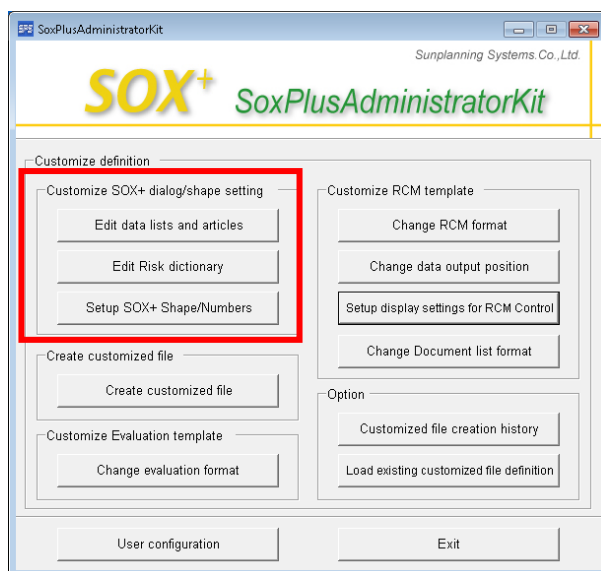 SPS SoxPlusAdministratorKit
Sunplanning Systems.Co.,Ltd.
SOX+ SoxPlusAdministratorKit
Customize definition
Customize SOX+ dialog/shape setting
Edit data lists and articles
Edit Risk dictionary
Setup SOX+ Shape/Numbers
Create customized file
Create customized file
Customize Evaluation template
Change evaluation format
Customize RCM template
Change RCM format
Change data output position
Setup display settings for RCM Control
Change Document list format
Option
Customized file creation history
Load existing customized file definition
User configuration
Exit